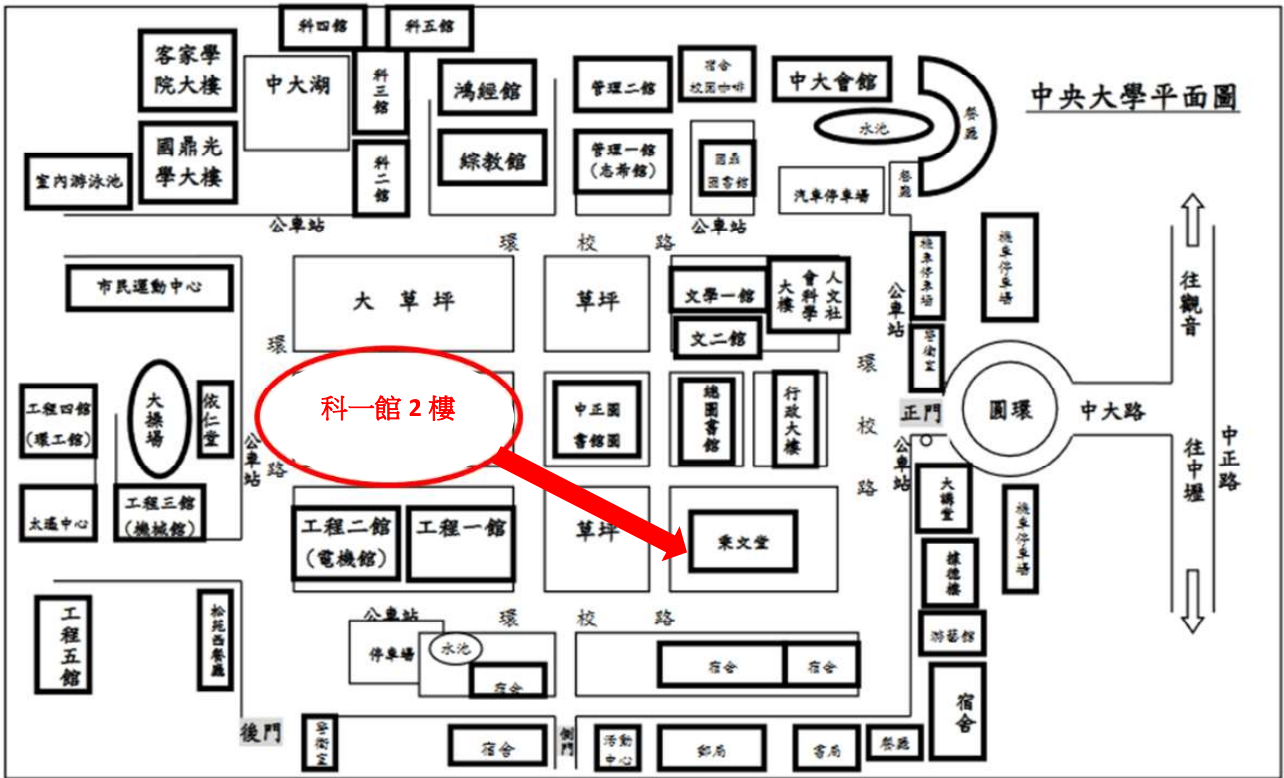 中央大學平面圖
科四館
科五館
客家學
院大樓
中大湖
科三館
鴻經館
管理二館
宿舍
校園咖啡
中大會館
餐廳
水池
室內游泳池
國鼎光
學大樓
科二館
綜教館
管理一館
(志希館)
國鼎
圖書館
汽車停車場
餐廳
公車站
公車站
環 校 路
市民運動中心
大 草 坪
草坪
文學一館
文二館
人文社
會科學
大樓
公車站
機車停車場
機車停車場
警衛室
往觀音
環
路
工程四館
(環工館)
大操場
依仁堂
公車站
科一館 2 樓
中正圖
書館園
總圖書館
行政大樓
環
校
路
正門
圓環
中大路
往中壢
中正路
公車站
太遙中心
工程三館
(機械館)
工程二館
(電機館)
工程一館
草坪
秉文堂
大講堂
機車停車場
據德樓
游藝館
宿舍
工程五館
松苑西餐廳
公車站
環 校 路
停車場
水池
宿舍
宿舍
宿舍
後門
警衛室
宿舍
側門
活動
中心
郵局
書局
餐廳